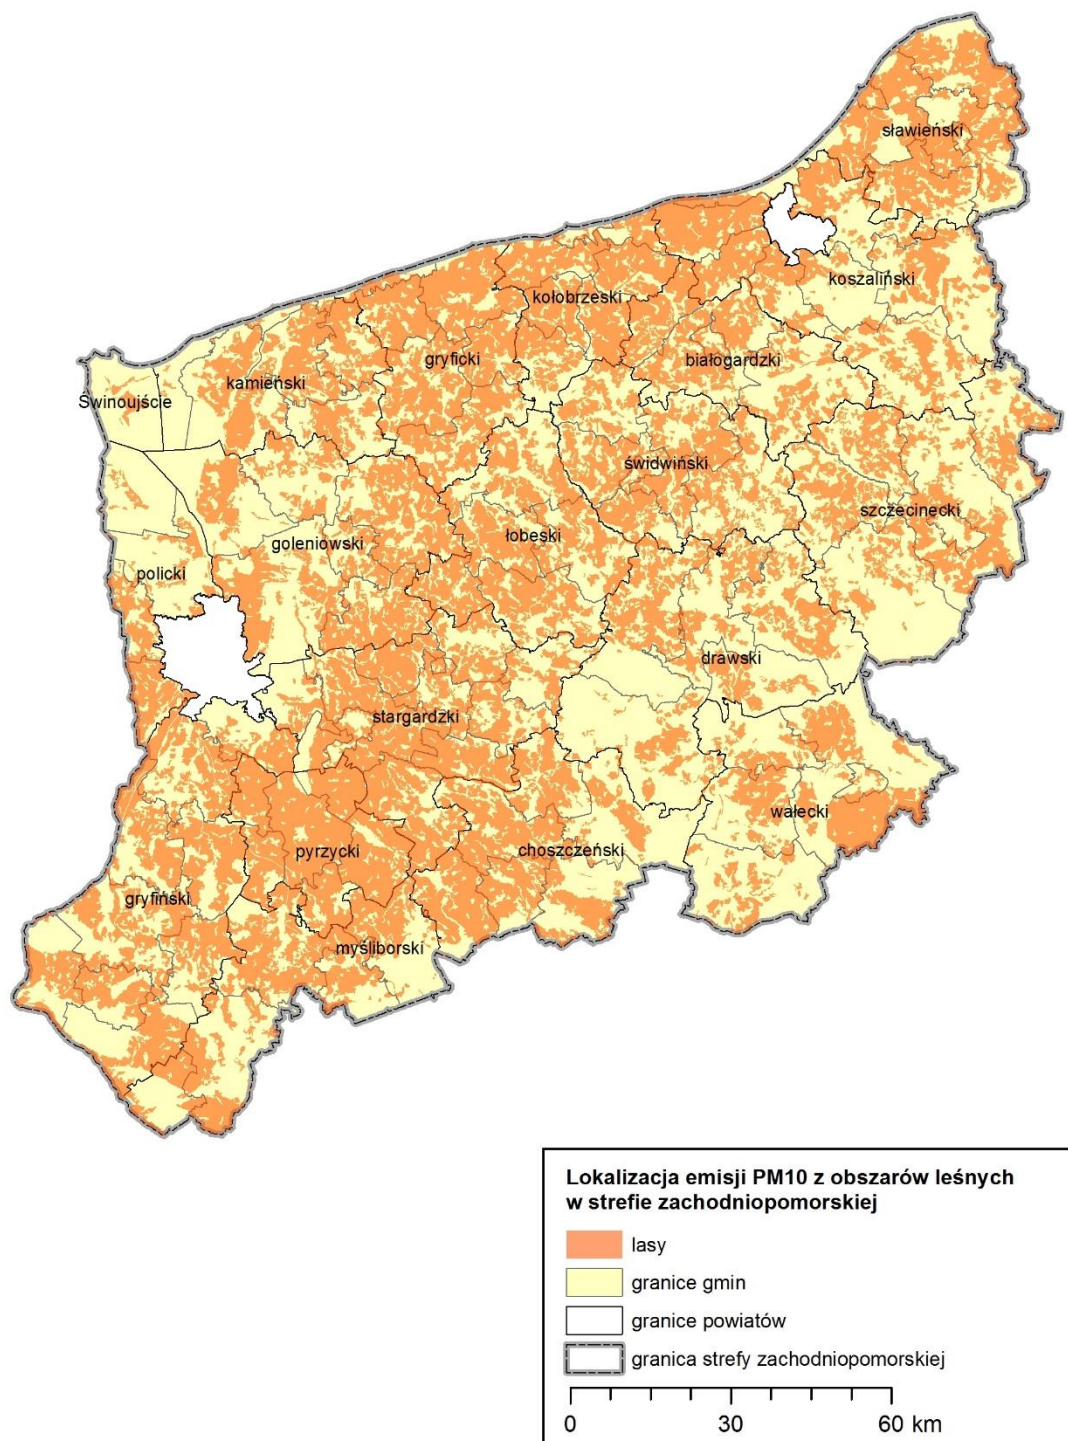 sławieński
koszaliński
kołobrzeski
białogardzki
gryficki
kamieński
Świnoujście
świdwiński
szczecinecki
łobeski
goleniowski
policki
drawski
stargardzki
wałecki
choszczeński
pyrzycki
gryfiński
myśliborski
Lokalizacja emisji PM10 z obszarów leśnych
w strefie zachodniopomorskiej
lasy
granice gmin
granice powiatów
granica strefy zachodniopomorskiej
0 30 60 km